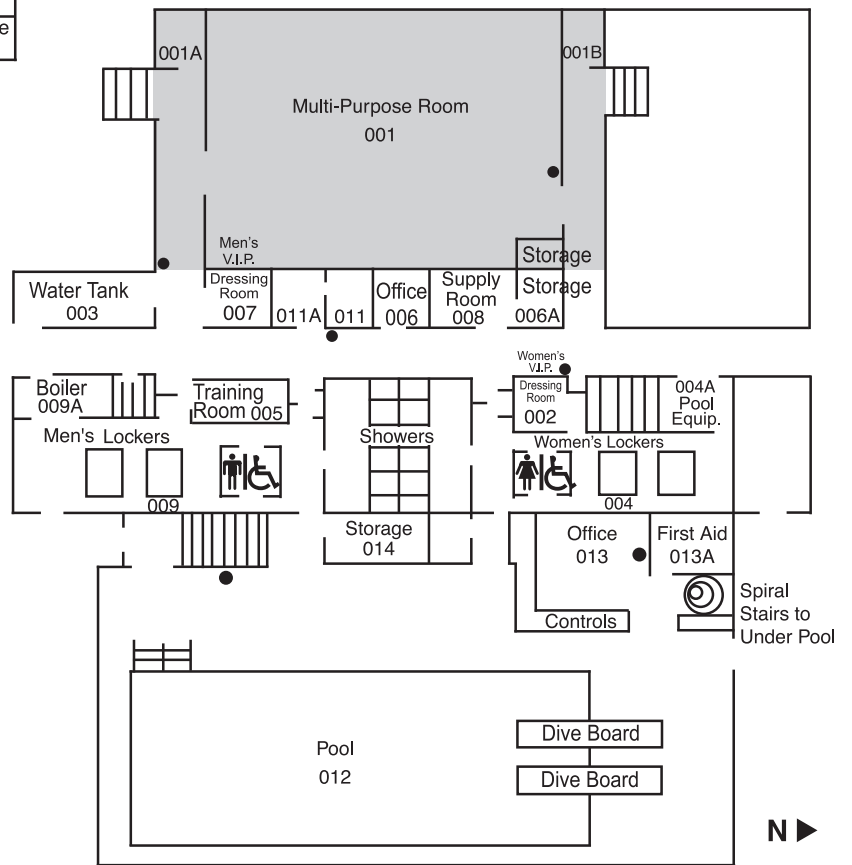 e
001A
001B
Multi-Purpose Room
001
Men's
V.I.P.
Dressing
Room
007
011A
011
Office
006
Supply
Room
008
Storage
Storage
006A
Water Tank
003
Boiler
009A
Training
Room 005
Women's
V.I.P.
Dressing
Room
002
004A
Pool
Equip.
Men's Lockers
Showers
Women's Lockers
009
004
Storage
014
Office
013
First Aid
013A
Controls
Spiral
Stairs to
Under Pool
Pool
012
Dive Board
Dive Board
N